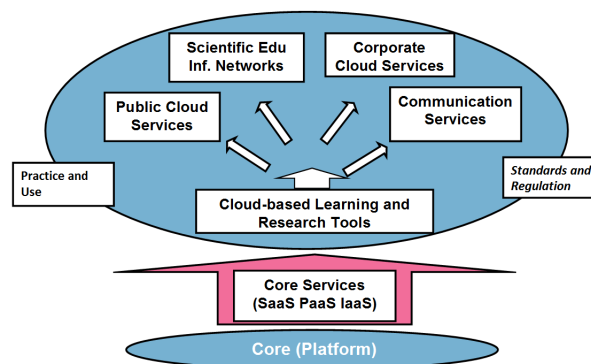 Scientific Edu
Inf. Networks
Corporate
Cloud Services
Public Cloud
Services
Communication
Services
Practice and
Use
Standards and
Regulation
Cloud-based Learning and
Research Tools
Core Services
(SaaS PaaS IaaS)
Core (Platform)